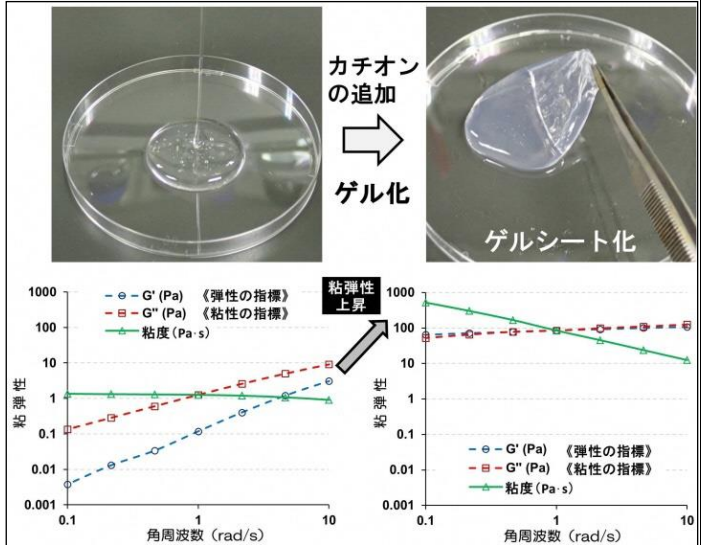 カチオン
の追加
ゲル化
ゲルシート化
粘弾性
上昇
G' (Pa) 《弾性の指標》
G'' (Pa) 《粘性の指標》
粘度(Pa·s)
1000
100
10
1
0.1
0.01
0.001
粘弾性
0.1
1
10
角周波数 (rad/s)
1000
100
10
1
0.1
0.01
0.001
粘弾性
G' (Pa) 《弾性の指標》
G'' (Pa) 《粘性の指標》
粘度(Pa·s)
0.1
1
10
角周波数 (rad/s)